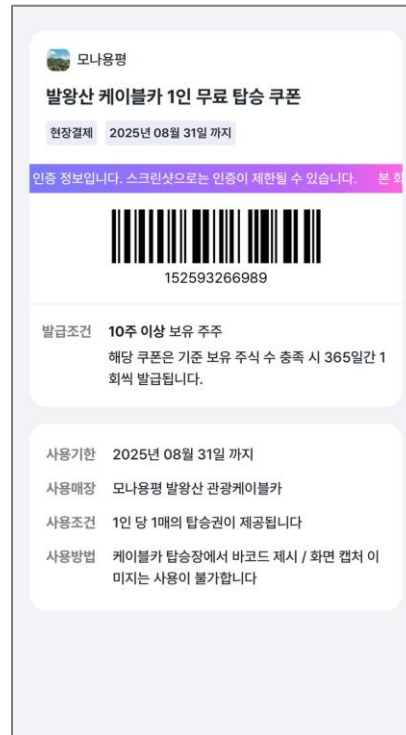 모나용평
발왕산 케이블카 1인 무료 탑승 쿠폰
현장결제 2025년 08월 31일 까지
인증 정보입니다. 스크린샷으로는 인증이 제한될 수 있습니다. 본 화
152593266989
발급조건 10주 이상 보유 주주
해당 쿠폰은 기준 보유 주식 수 충족 시 365일간 1
회씩 발급됩니다.
사용기한 2025년 08월 31일 까지
사용매장 모나용평 발왕산 관광케이블카
사용조건 1인 당 1매의 탑승권이 제공됩니다
사용방법 케이블카 탑승장에서 바코드 제시 / 화면 캡처 이
미지는 사용이 불가합니다